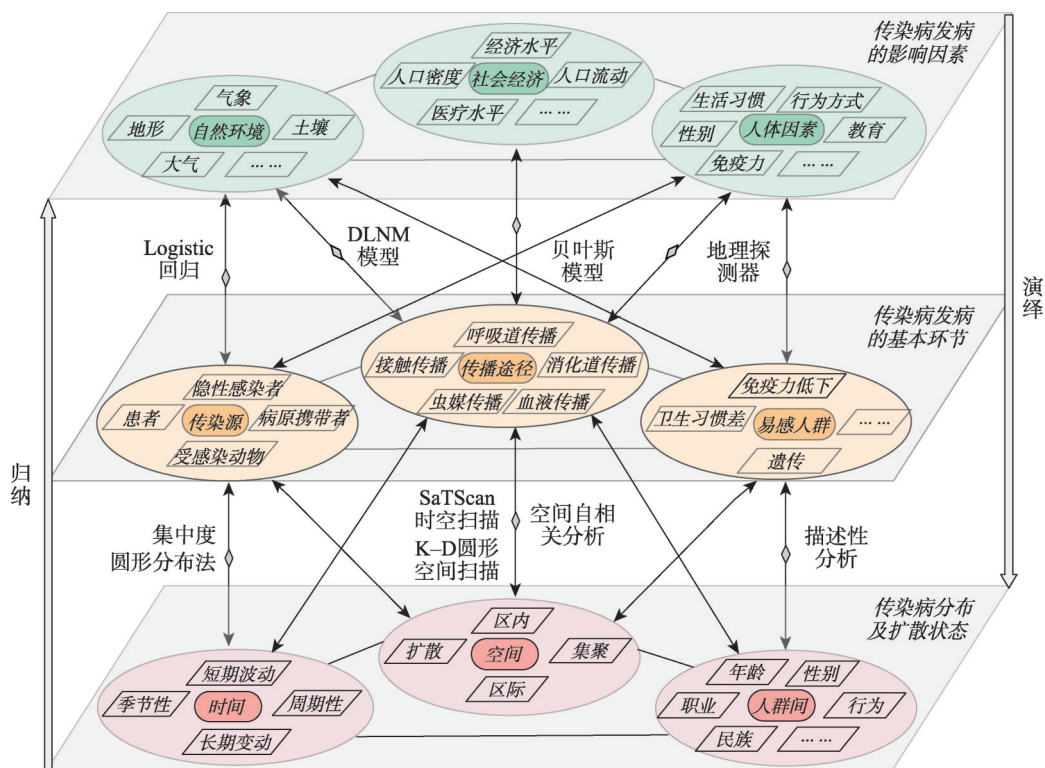 传染病发病
的影响因素
经济水平
人口密度
社会经济
人口流动
医疗水平
… …
气象
地形
自然环境
土壤
大气
… …
生活习惯
行为方式
性别
人体因素
教育
免疫力
… …
Logistic
回归
DLNM
模型
贝叶斯
模型
地理探
测器
演绎
归纳
传染病发病
的基本环节
呼吸道传播
接触传播
传播途径
消化道传播
虫媒传播
血液传播
隐性感染者
患者
传染源
病原携带者
受感染动物
免疫力低下
卫生习惯差
易感人群
… …
遗传
集中度
圆形分布法
SaTScan
时空扫描
K–D圆形
空间扫描
空间自相
关分析
描述性
分析
传染病分布
及扩散状态
区内
扩散
空间
集聚
区际
短期波动
季节性
时间
周期性
长期变动
年龄
性别
职业
人群间
行为
民族
… …